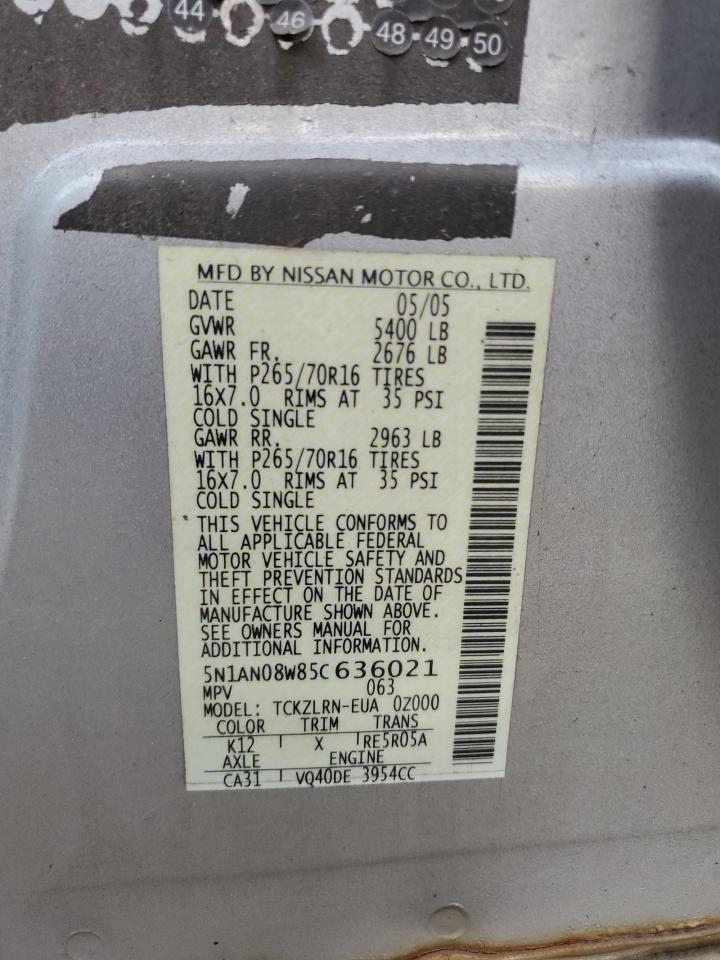 44 46 48 49 50
MFD BY NISSAN MOTOR CO., LTD.
DATE 05/05
GVWR 5400 LB
GAWR FR. 2676 LB
WITH P265/70R16 TIRES
16X7.0 RIMS AT 35 PSI
COLD SINGLE
GAWR RR. 2963 LB
WITH P265/70R16 TIRES
16X7.0 RIMS AT 35 PSI
COLD SINGLE
THIS VEHICLE CONFORMS TO
ALL APPLICABLE FEDERAL
MOTOR VEHICLE SAFETY AND
THEFT PREVENTION STANDARDS
IN EFFECT ON THE DATE OF
MANUFACTURE SHOWN ABOVE.
SEE OWNERS MANUAL FOR
ADDITIONAL INFORMATION.
5N1AN08W85C636021
MPV 063
MODEL: TCKZLRN-EUA 0Z000
COLOR TRIM TRANS
K12 X RE5R05A
AXLE ENGINE
CA31 VQ40DE 3954CC